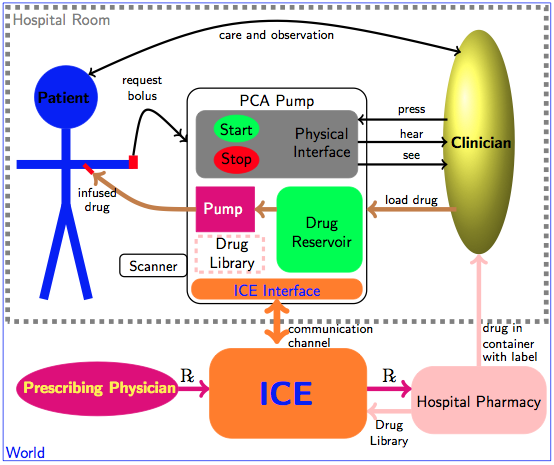 Hospital Room
care and observation
request
bolus
Patient
PCA Pump
Start
Stop
Physical
Interface
press
hear
see
Clinician
infused
drug
Pump
Drug
Reservoir
load drug
Drug
Library
Scanner
ICE Interface
communication
channel
drug in
container
with label
Prescribing Physician
℞
ICE
℞
Hospital Pharmacy
Drug
Library
World